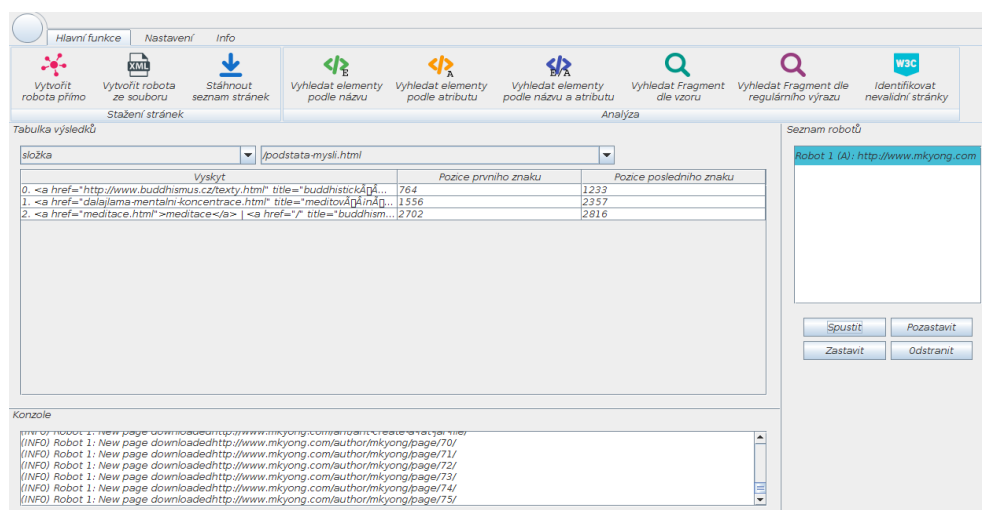 Hlavní funkce Nastavení Info
Vytvořit robota přímo
XML
Vytvořit robota ze souboru
Stáhnout seznam stránek
E
Vyhledat elementy podle názvu
A
Vyhledat elementy podle atributu
E/A
Vyhledat elementy podle názvu a atributu
Vyhledat Fragment dle vzoru
Vyhledat Fragment dle regulárního výrazu
W3C
Identifikovat nevalidní stránky
Stažení stránek
Analýza
Tabulka výsledků
složka
/podstata-mysli.html
Vyskyt Pozice prvniho znaku Pozice posledniho znaku
0. <a href="http://www.buddhismus.cz/texty.html" title="buddhistickÃ▯Â... 764 1233
1. <a href="dalajlama-mentalni-koncentrace.html" title="meditovÃ▯ÂinÃ▯... 1556 2357
2. <a href="meditace.html">meditace</a> | <a href="/" title="buddhism... 2702 2816
Seznam robotů
Robot 1 (A): http://www.mkyong.com
Spustit Pozastavit
Zastavit Odstranit
Konzole
(INFO) Robot 1: New page downloadedhttp://www.mkyong.com/author/mkyong/page/70/
(INFO) Robot 1: New page downloadedhttp://www.mkyong.com/author/mkyong/page/71/
(INFO) Robot 1: New page downloadedhttp://www.mkyong.com/author/mkyong/page/72/
(INFO) Robot 1: New page downloadedhttp://www.mkyong.com/author/mkyong/page/73/
(INFO) Robot 1: New page downloadedhttp://www.mkyong.com/author/mkyong/page/74/
(INFO) Robot 1: New page downloadedhttp://www.mkyong.com/author/mkyong/page/75/